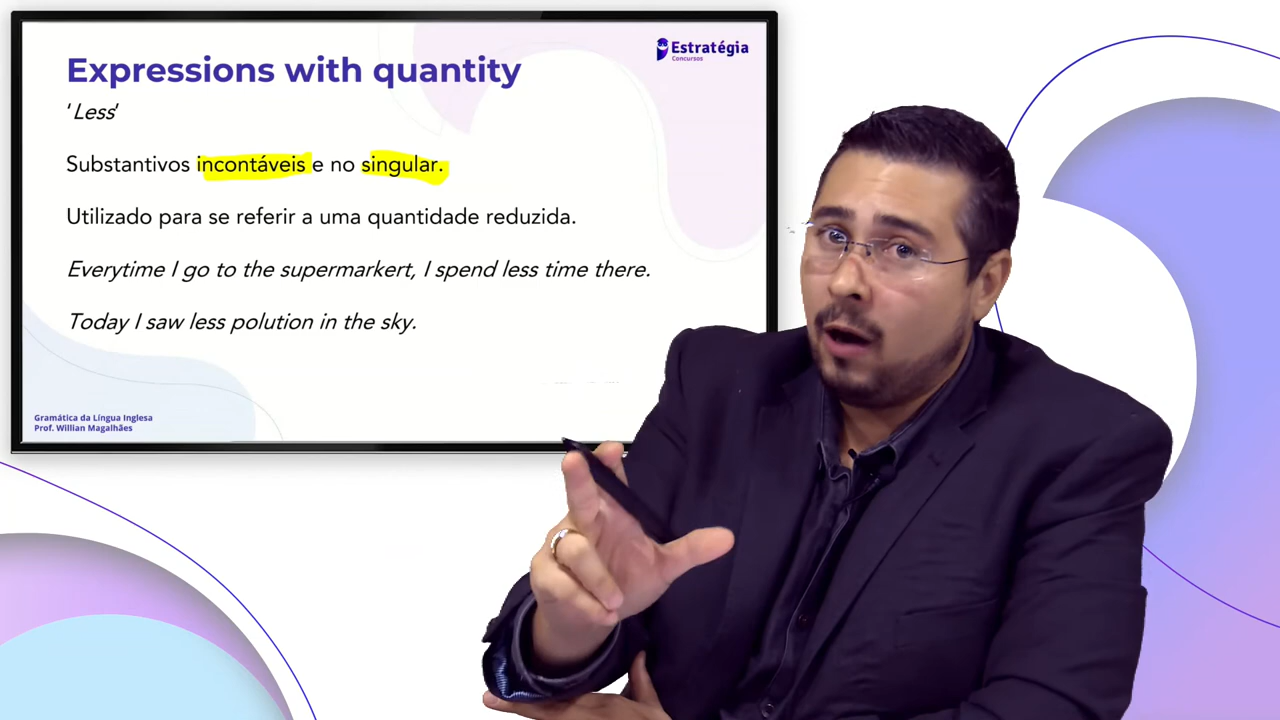 Estratégia
Concursos
Expressions with quantity
'Less'
Substantivos incontáveis e no singular.
Utilizado para se referir a uma quantidade reduzida.
Everytime I go to the supermarkert, I spend less time there.
Today I saw less polution in the sky.
Gramática da Língua Inglesa
Prof. Willian Magalhães